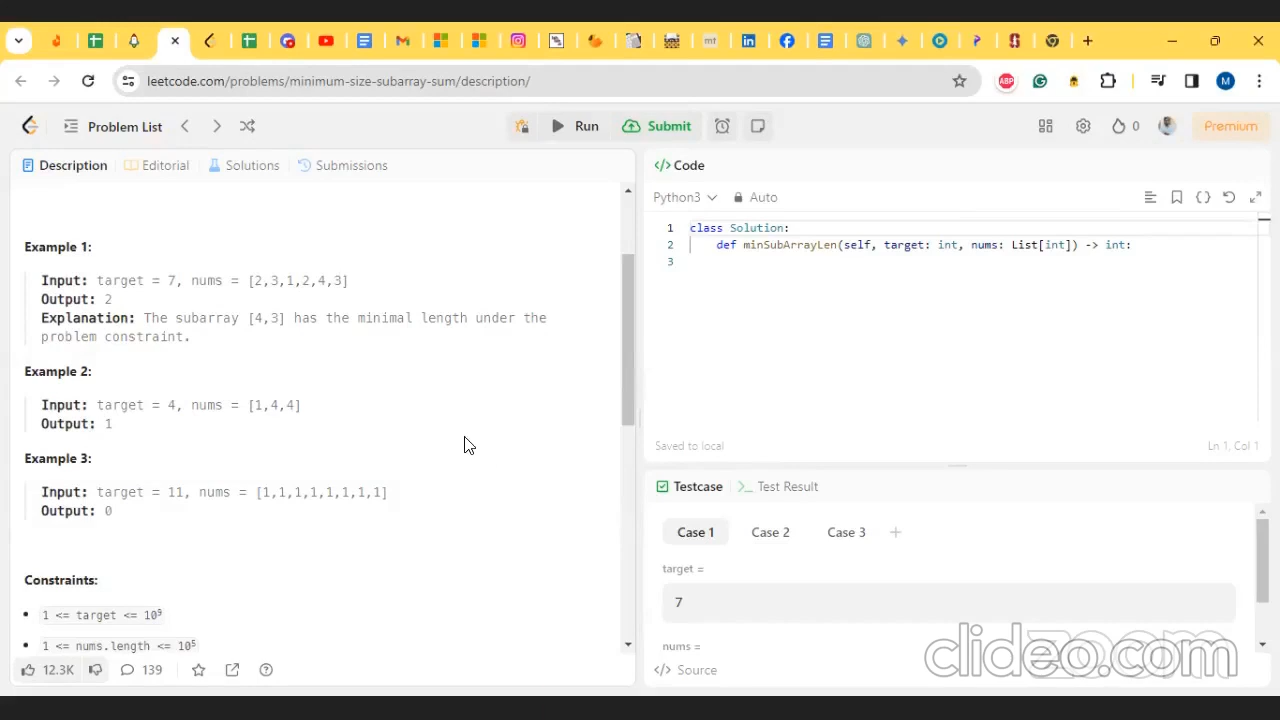 leetcode.com/problems/minimum-size-subarray-sum/description/
ABP
M
Problem List
Run
Submit
0
Premium
Description
Editorial
Solutions
Submissions
Example 1:
Input: target = 7, nums = [2,3,1,2,4,3]
Output: 2
Explanation: The subarray [4,3] has the minimal length under the
problem constraint.
Example 2:
Input: target = 4, nums = [1,4,4]
Output: 1
Example 3:
Input: target = 11, nums = [1,1,1,1,1,1,1,1]
Output: 0
Constraints:
1 <= target <= 10⁵
1 <= nums.length <= 10⁵
12.3K
139
</> Code
Python3
Auto
1 class Solution:
2 def minSubArrayLen(self, target: int, nums: List[int]) -> int:
3
Saved to local
Ln 1, Col 1
Testcase
>_ Test Result
Case 1
Case 2
Case 3
+
target =
7
nums =
</> Source
zoom
clideo.com